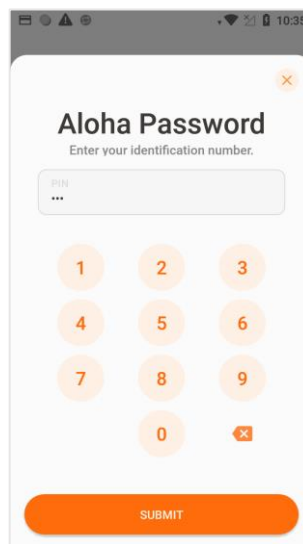 10:35
Aloha Password
Enter your identification number.
PIN
•••
1 2 3
4 5 6
7 8 9
0
SUBMIT